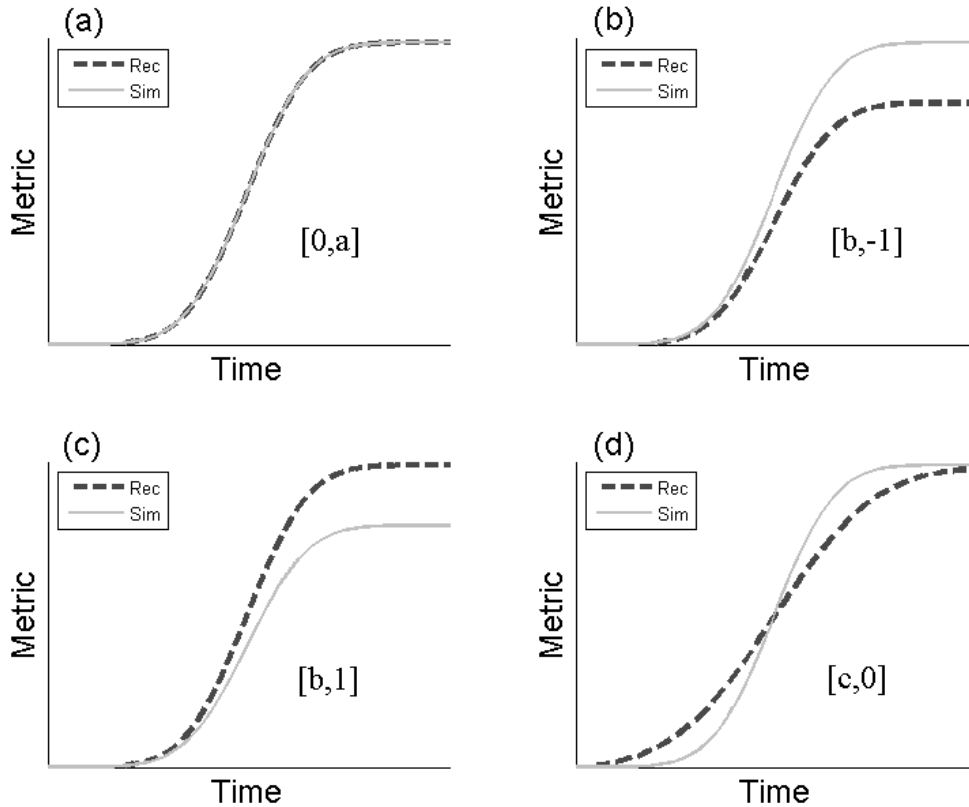 (a)
Rec
Sim
Metric
[0,a]
Time
(b)
Rec
Sim
Metric
[b,-1]
Time
(c)
Rec
Sim
Metric
[b,1]
Time
(d)
Rec
Sim
Metric
[c,0]
Time